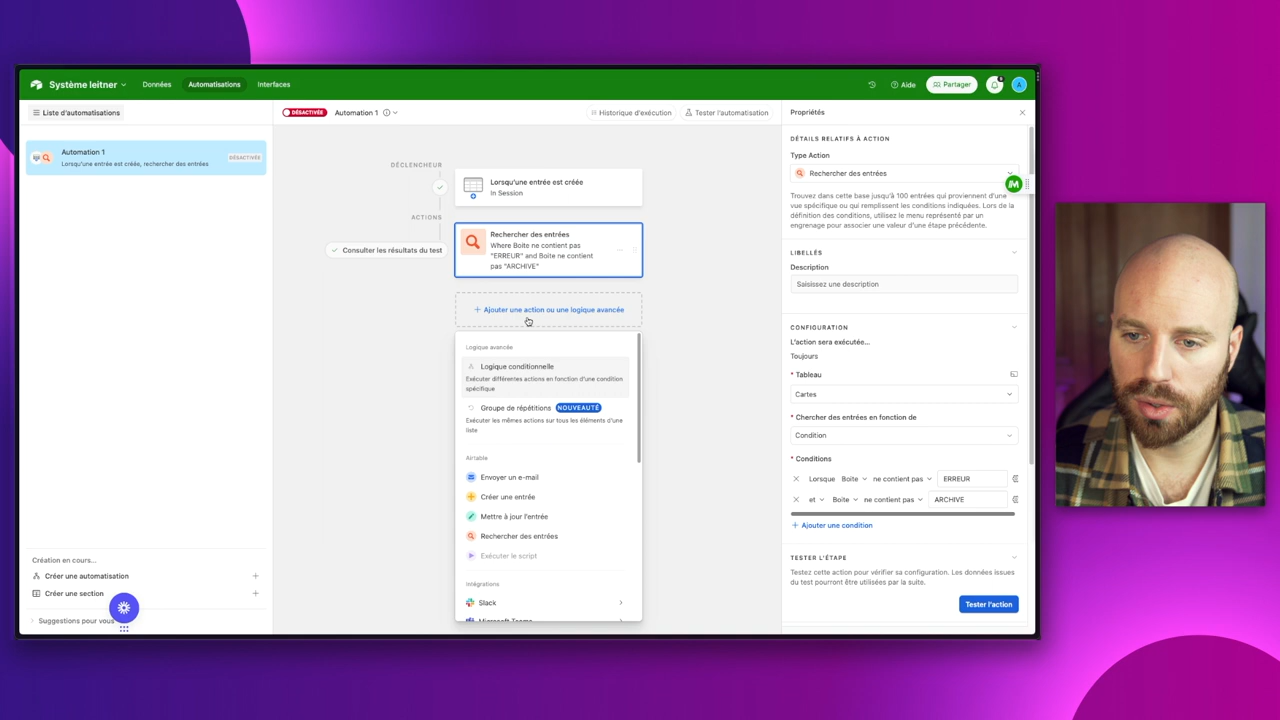 Système leitner
Données
Automatisations
Interfaces
Aide
Partager
A
Liste d'automatisations
DÉSACTIVÉE
Automation 1
Historique d'exécution
Tester l'automatisation
Propriétés
Automation 1
Lorsqu'une entrée est créée, rechercher des entrées
DÉSACTIVÉE
DÉCLENCHEUR
Lorsqu'une entrée est créée
In Session
ACTIONS
Consulter les résultats du test
Rechercher des entrées
Where Boite ne contient pas
"ERREUR" and Boite ne contient
pas "ARCHIVE"
Ajouter une action ou une logique avancée
Logique avancée
Logique conditionnelle
Exécuter différentes actions en fonction d'une condition
spécifique
Groupe de répétitions NOUVEAUTÉ
Exécuter les mêmes actions sur tous les éléments d'une
liste
Airtable
Envoyer un e-mail
Créer une entrée
Mettre à jour l'entrée
Rechercher des entrées
Exécuter le script
Intégrations
Slack
Microsoft Teams
Création en cours...
Créer une automatisation
Créer une section
Suggestions pour vous
DÉTAILS RELATIFS À ACTION
Type Action
Rechercher des entrées
Trouvez dans cette base jusqu'à 100 entrées qui proviennent d'une
vue spécifique ou qui remplissent les conditions indiquées. Lors de la
définition des conditions, utilisez le menu représenté par un
engrenage pour associer une valeur d'une étape précédente.
LIBELLÉS
Description
Saisissez une description
CONFIGURATION
L'action sera exécutée...
Toujours
* Tableau
Cartes
* Chercher des entrées en fonction de
Condition
* Conditions
Lorsque Boite ne contient pas ERREUR
et Boite ne contient pas ARCHIVE
Ajouter une condition
TESTER L'ÉTAPE
Testez cette action pour vérifier sa configuration. Les données issues
du test pourront être utilisées par la suite.
Tester l'action